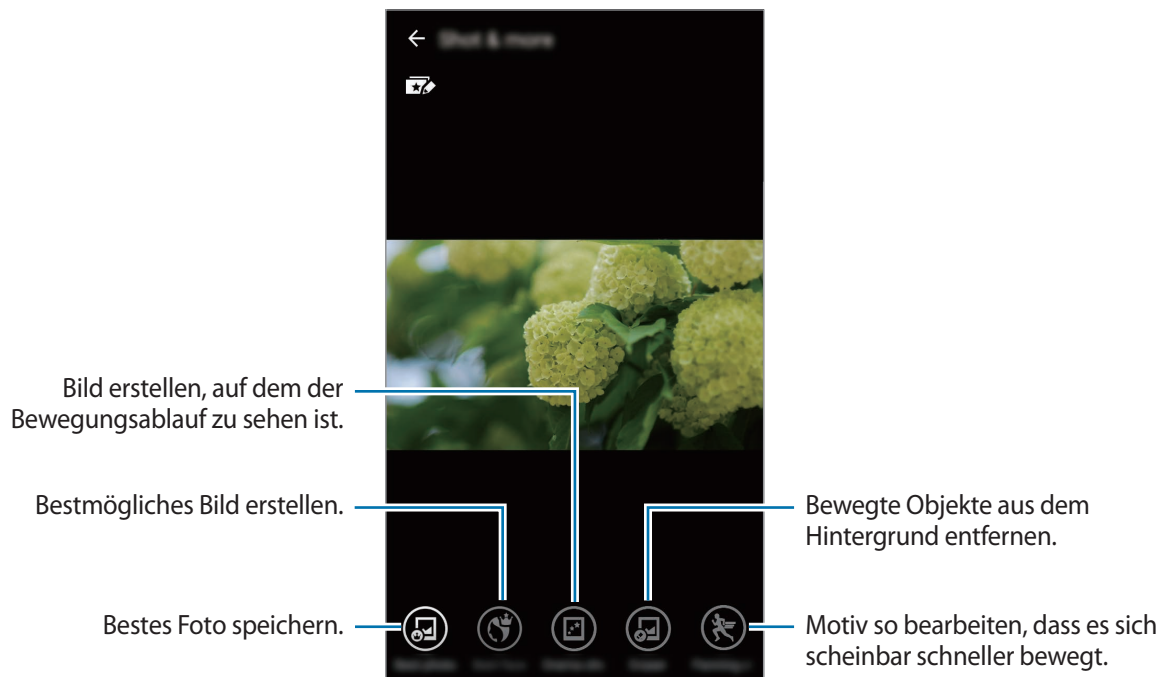 Shot & more
Bild erstellen, auf dem der
Bewegungsablauf zu sehen ist.
Bestmögliches Bild erstellen.
Bestes Foto speichern.
Bewegte Objekte aus dem
Hintergrund entfernen.
Motiv so bearbeiten, dass es sich
scheinbar schneller bewegt.